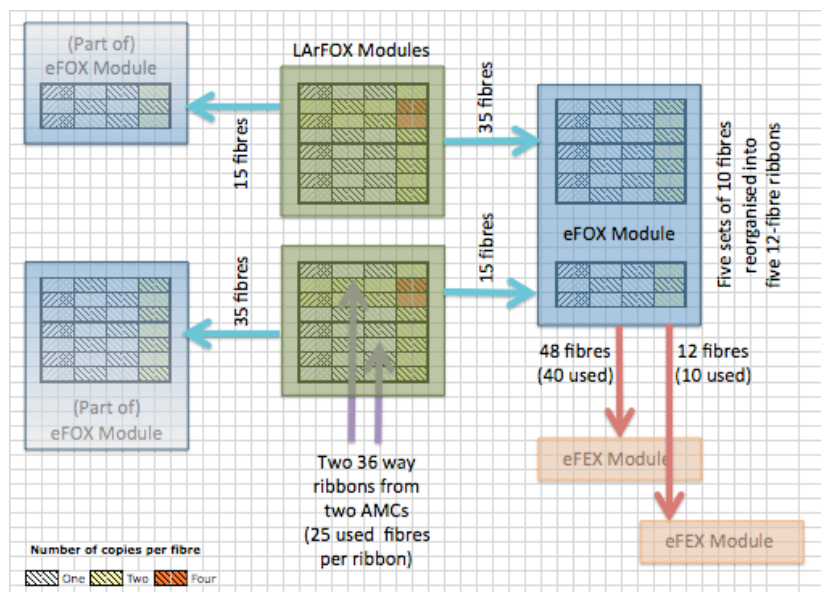 (Part of)
eFOX Module
15 fibres
LArFOX Modules
35 fibres
Five sets of 10 fibres
reorganised into
five 12-fibre ribbons
eFOX Module
35 fibres
15 fibres
(Part of)
eFOX Module
48 fibres
(40 used)
12 fibres
(10 used)
Two 36 way
ribbons from
two AMCs
(25 used fibres
per ribbon)
eFEX Module
eFEX Module
Number of copies per fibre
One Two Four